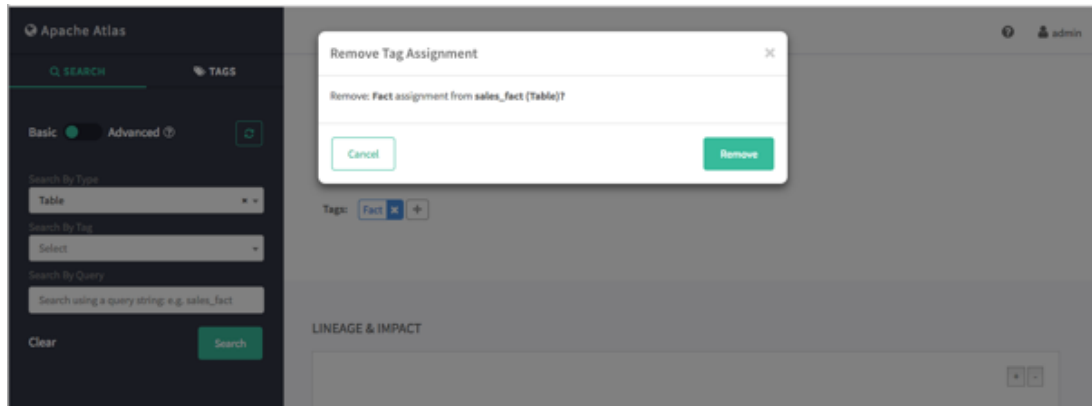 Apache Atlas
admin
SEARCH
TAGS
Remove Tag Assignment
Remove: Fact assignment from sales_fact (Table)?
Cancel
Remove
Basic
Advanced
Search By Type
Table
Search By Tag
Select
Search By Query
Search using a query string: e.g. sales_fact
Clear
Search
Tags: Fact
LINEAGE & IMPACT